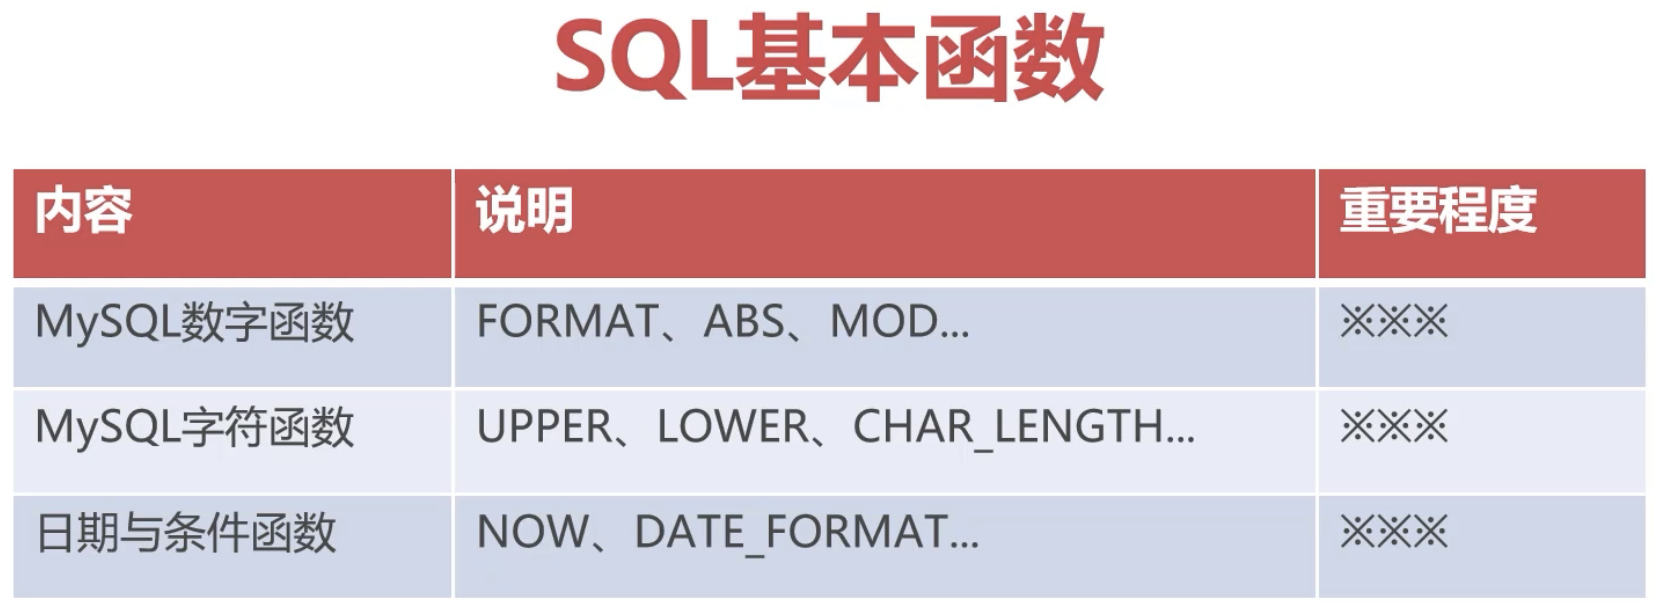 SQL基本函数
内容 说明 重要程度
MySQL数字函数 FORMAT、ABS、MOD... ※※※
MySQL字符函数 UPPER、LOWER、CHAR_LENGTH... ※※※
日期与条件函数 NOW、DATE_FORMAT... ※※※